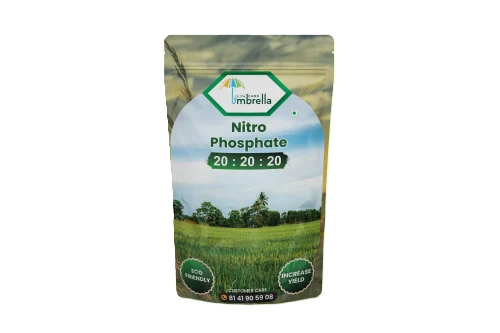 Umbrella
Nitro
Phosphate
20 : 20 : 20
ECO
FRIENDLY
INCREASE
YIELD
CUSTOMER CARE
81 41 90 59 08